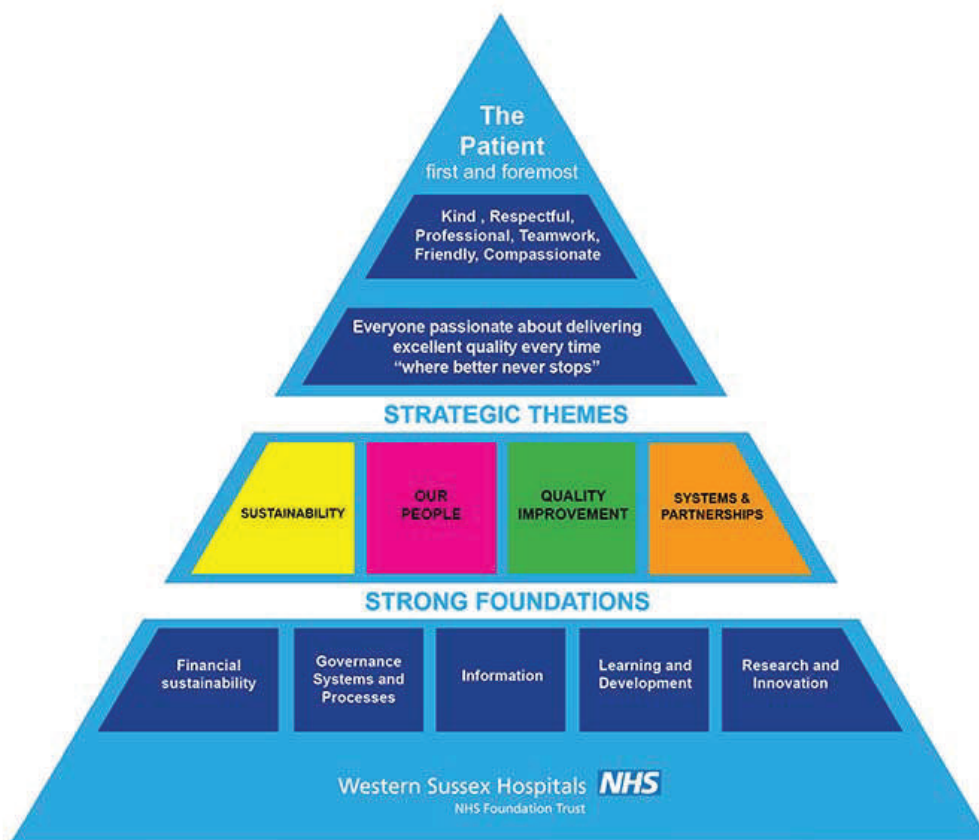 The
Patient
first and foremost
Kind , Respectful,
Professional, Teamwork,
Friendly, Compassionate
Everyone passionate about delivering
excellent quality every time
“where better never stops”
STRATEGIC THEMES
SUSTAINABILITY
OUR
PEOPLE
QUALITY
IMPROVEMENT
SYSTEMS &
PARTNERSHIPS
STRONG FOUNDATIONS
Financial
sustainability
Governance
Systems and
Processes
Information
Learning and
Development
Research and
Innovation
Western Sussex Hospitals NHS
NHS Foundation Trust